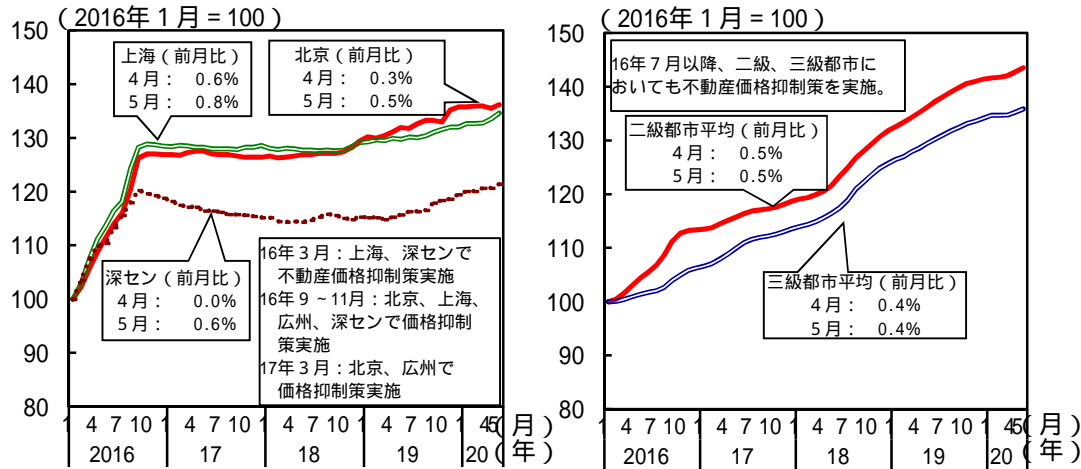 （2016年１月＝100）
150
140
130
120
110
100
90
80
上海（前月比）
４月： 0.6%
５月： 0.8%
北京（前月比）
４月： 0.3%
５月： 0.5%
深セン（前月比）
４月： 0.0%
５月： 0.6%
16年３月：上海、深センで
不動産価格抑制策実施
16年９～11月：北京、上海、
広州、深センで価格抑制
策実施
17年３月：北京、広州で
価格抑制策実施
1 4 7 10 1 4 7 10 1 4 7 10 1 4 7 10 1 4 5（月）
2016 17 18 19 20（年）
（2016年１月＝100）
150
140
130
120
110
100
90
80
16年７月以降、二級、三級都市に
おいても不動産価格抑制策を実施。
二級都市平均（前月比）
４月： 0.5%
５月： 0.5%
三級都市平均（前月比）
４月： 0.4%
５月： 0.4%
1 4 7 10 1 4 7 10 1 4 7 10 1 4 7 10 1 4 5（月）
2016 17 18 19 20（年）